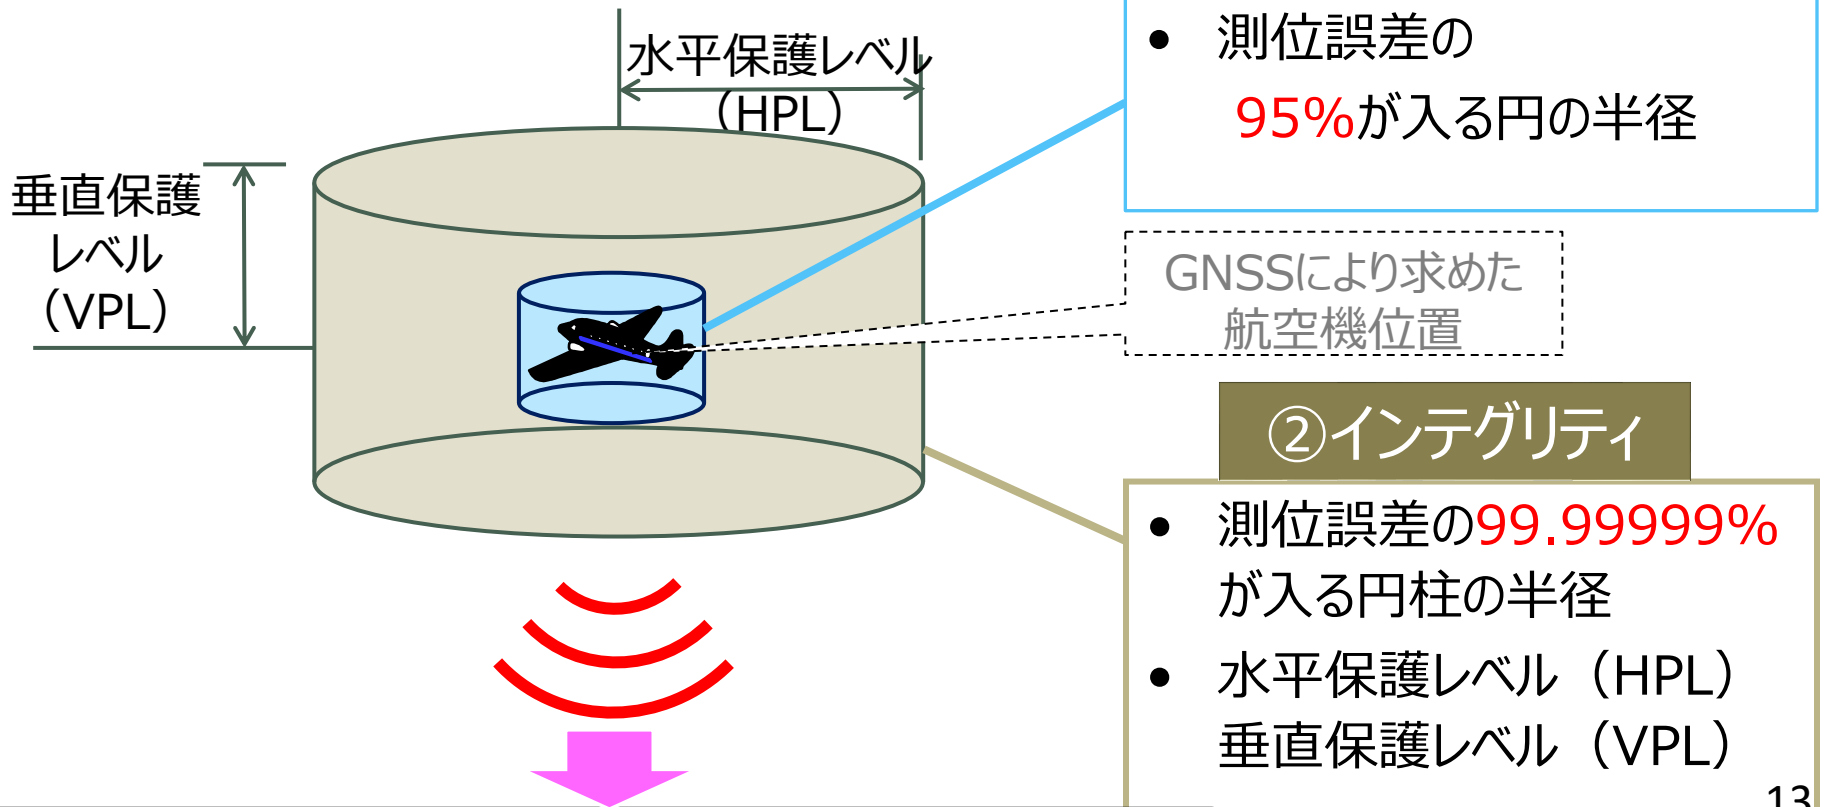 水平保護レベル
（HPL）
垂直保護
レベル
（VPL）
• 測位誤差の
95%が入る円の半径
GNSSにより求めた
航空機位置
②インテグリティ
• 測位誤差の99.99999%
が入る円柱の半径
• 水平保護レベル（HPL）
垂直保護レベル（VPL）
13